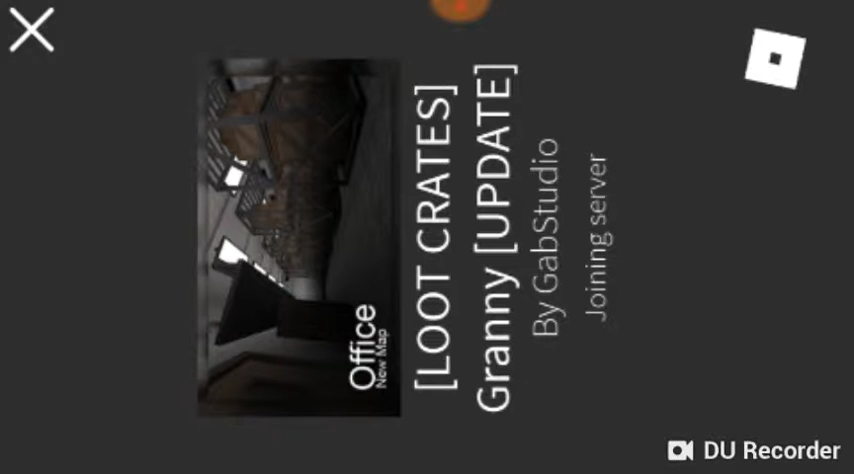 Office
New Map
[LOOT CRATES]
Granny [UPDATE]
By GabStudio
Joining server
DU Recorder